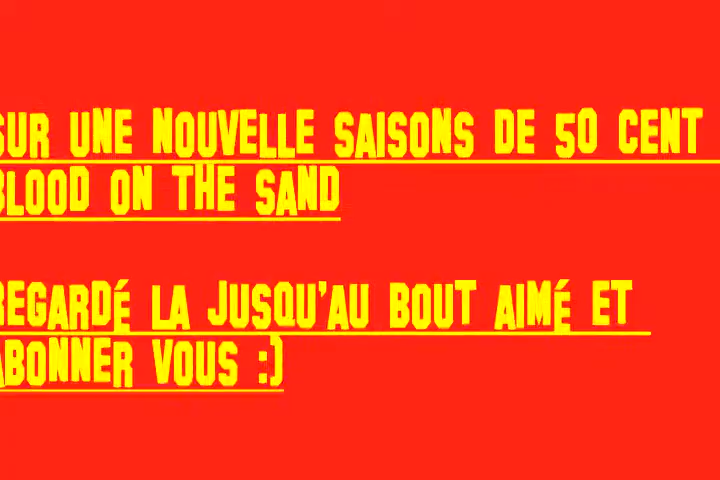 SUR UNE NOUVELLE SAISONS DE 50 CENT
BLOOD ON THE SAND
REGARDÉ LA JUSQU'AU BOUT AIMÉ ET
ABONNER VOUS :)